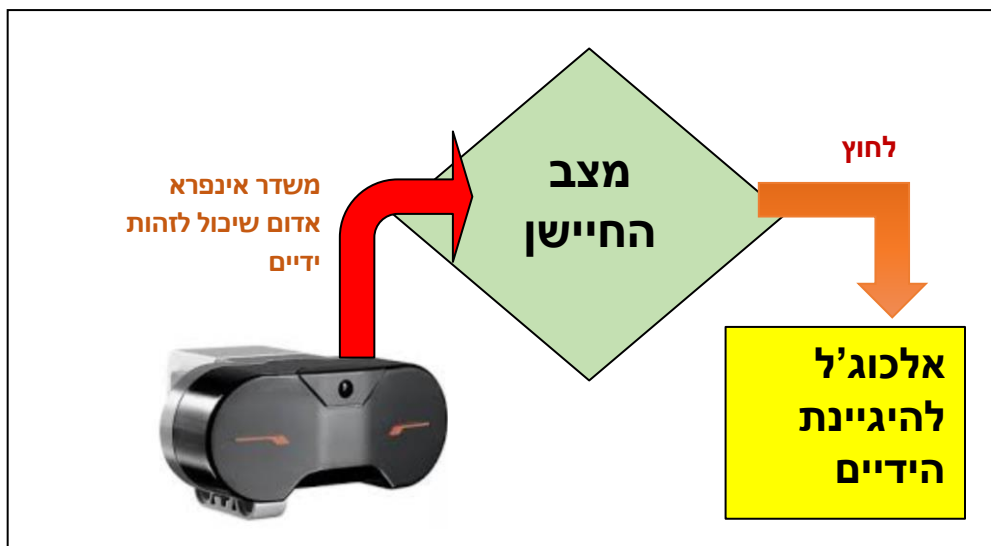 לחוץ
מצב
החיישן
משדר אינפרא
אדום שיכול לזהות
ידיים
אלכוג'ל
להיגיינת
הידיים